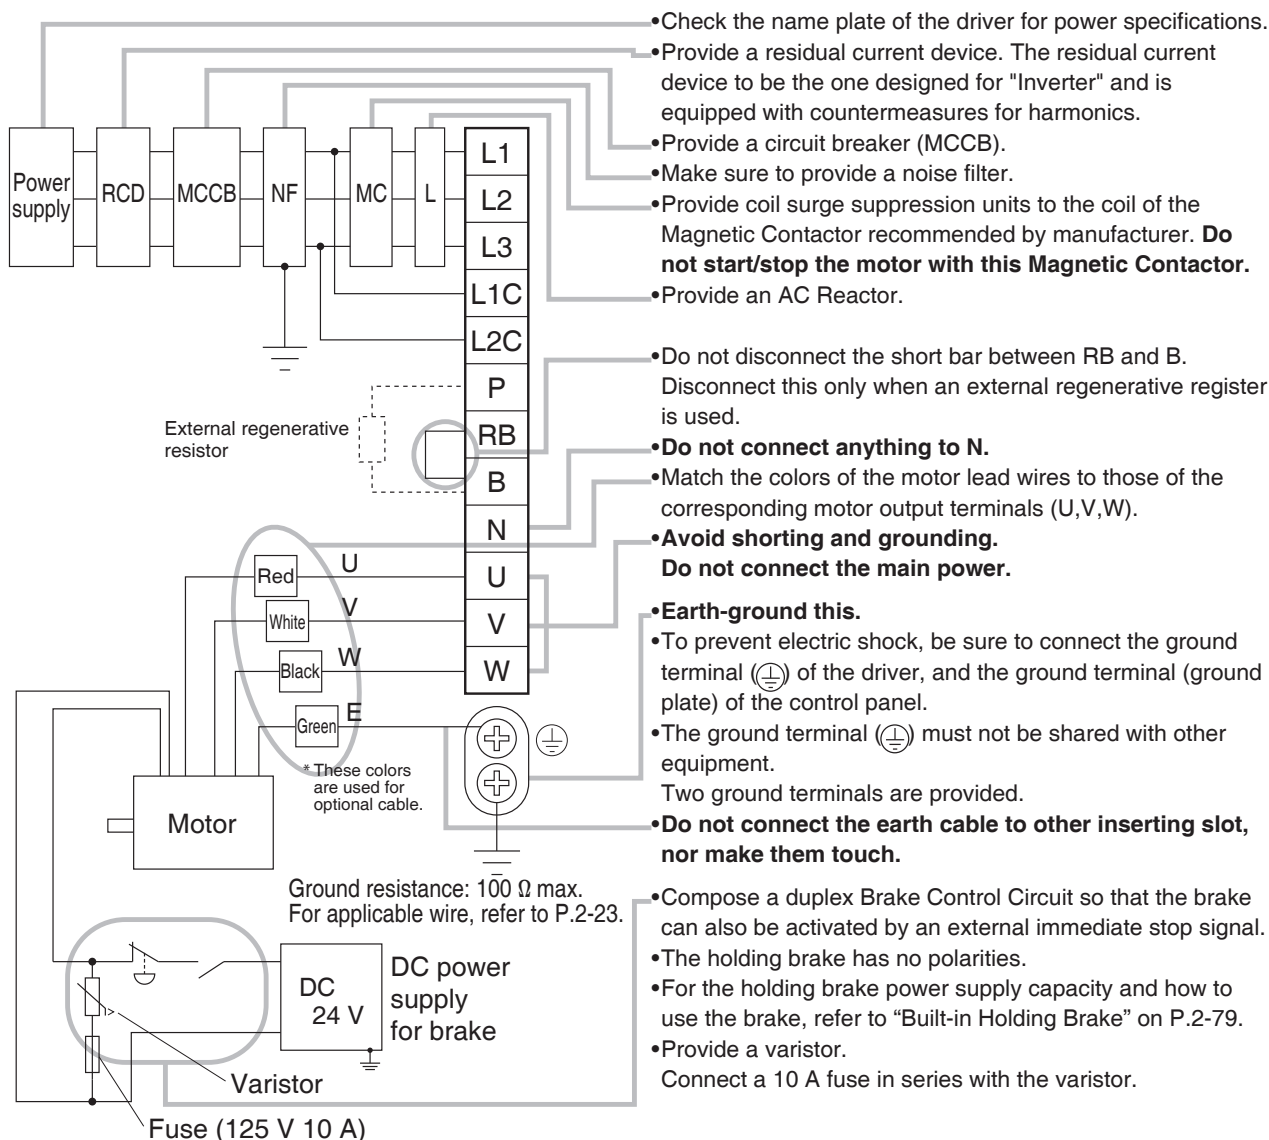 •Check the name plate of the driver for power specifications.
•Provide a residual current device. The residual current
device to be the one designed for "Inverter" and is
equipped with countermeasures for harmonics.
•Provide a circuit breaker (MCCB).
•Make sure to provide a noise filter.
•Provide coil surge suppression units to the coil of the
Magnetic Contactor recommended by manufacturer. Do
not start/stop the motor with this Magnetic Contactor.
•Provide an AC Reactor.
Power
supply
RCD
MCCB
NF
MC
L
L1
L2
L3
L1C
L2C
P
RB
B
N
U
V
W
External regenerative
resistor
•Do not disconnect the short bar between RB and B.
Disconnect this only when an external regenerative register
is used.
•Do not connect anything to N.
•Match the colors of the motor lead wires to those of the
corresponding motor output terminals (U,V,W).
•Avoid shorting and grounding.
Do not connect the main power.
Red
U
White
V
Black
W
Green
E
* These colors
are used for
optional cable.
Motor
•Earth-ground this.
•To prevent electric shock, be sure to connect the ground
terminal (⏚) of the driver, and the ground terminal (ground
plate) of the control panel.
•The ground terminal (⏚) must not be shared with other
equipment.
Two ground terminals are provided.
•Do not connect the earth cable to other inserting slot,
nor make them touch.
Ground resistance: 100 Ω max.
For applicable wire, refer to P.2-23.
•Compose a duplex Brake Control Circuit so that the brake
can also be activated by an external immediate stop signal.
•The holding brake has no polarities.
•For the holding brake power supply capacity and how to
use the brake, refer to “Built-in Holding Brake” on P.2-79.
•Provide a varistor.
Connect a 10 A fuse in series with the varistor.
DC
24 V
DC power
supply
for brake
Varistor
Fuse (125 V 10 A)